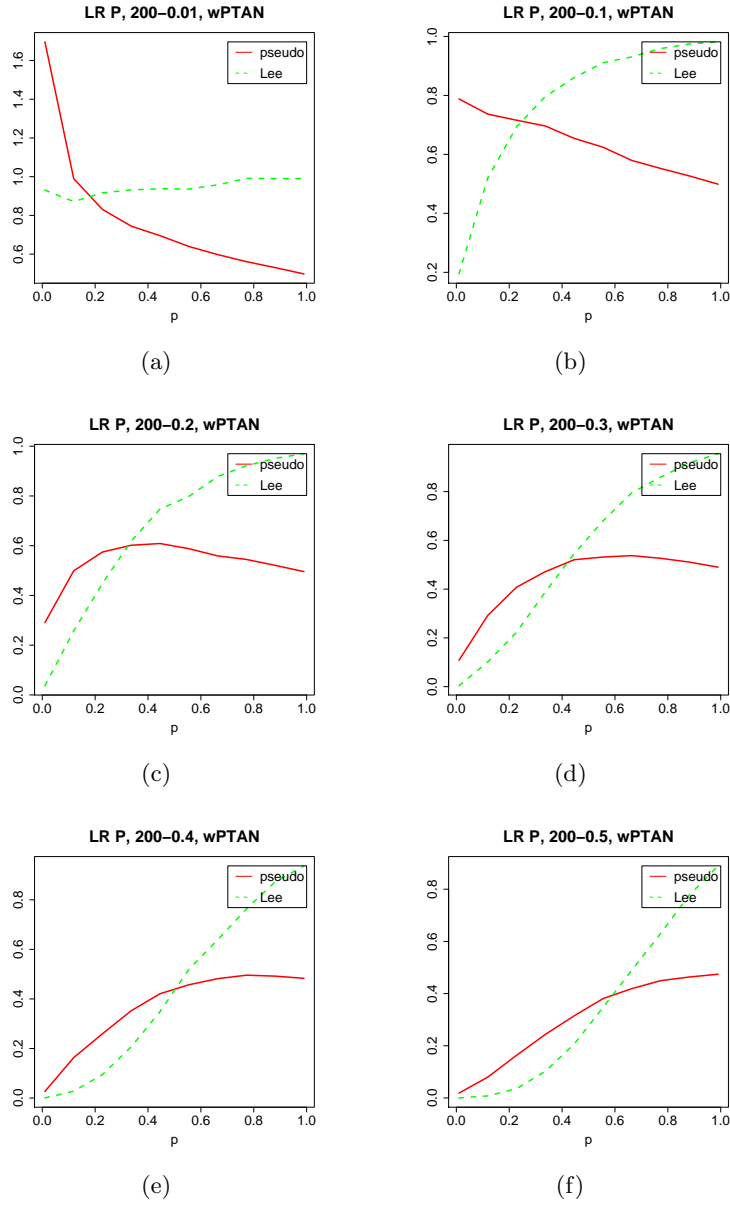 LR P, 200−0.01, wPTAN
pseudo
Lee
0.6 0.8 1.0 1.2 1.4 1.6
0.0 0.2 0.4 0.6 0.8 1.0
p
(a)
LR P, 200−0.1, wPTAN
pseudo
Lee
0.2 0.4 0.6 0.8 1.0
0.0 0.2 0.4 0.6 0.8 1.0
p
(b)
LR P, 200−0.2, wPTAN
pseudo
Lee
0.0 0.2 0.4 0.6 0.8 1.0
0.0 0.2 0.4 0.6 0.8 1.0
p
(c)
LR P, 200−0.3, wPTAN
pseudo
Lee
0.0 0.2 0.4 0.6 0.8
0.0 0.2 0.4 0.6 0.8 1.0
p
(d)
LR P, 200−0.4, wPTAN
pseudo
Lee
0.0 0.2 0.4 0.6 0.8
0.0 0.2 0.4 0.6 0.8 1.0
p
(e)
LR P, 200−0.5, wPTAN
pseudo
Lee
0.0 0.2 0.4 0.6 0.8
0.0 0.2 0.4 0.6 0.8 1.0
p
(f)